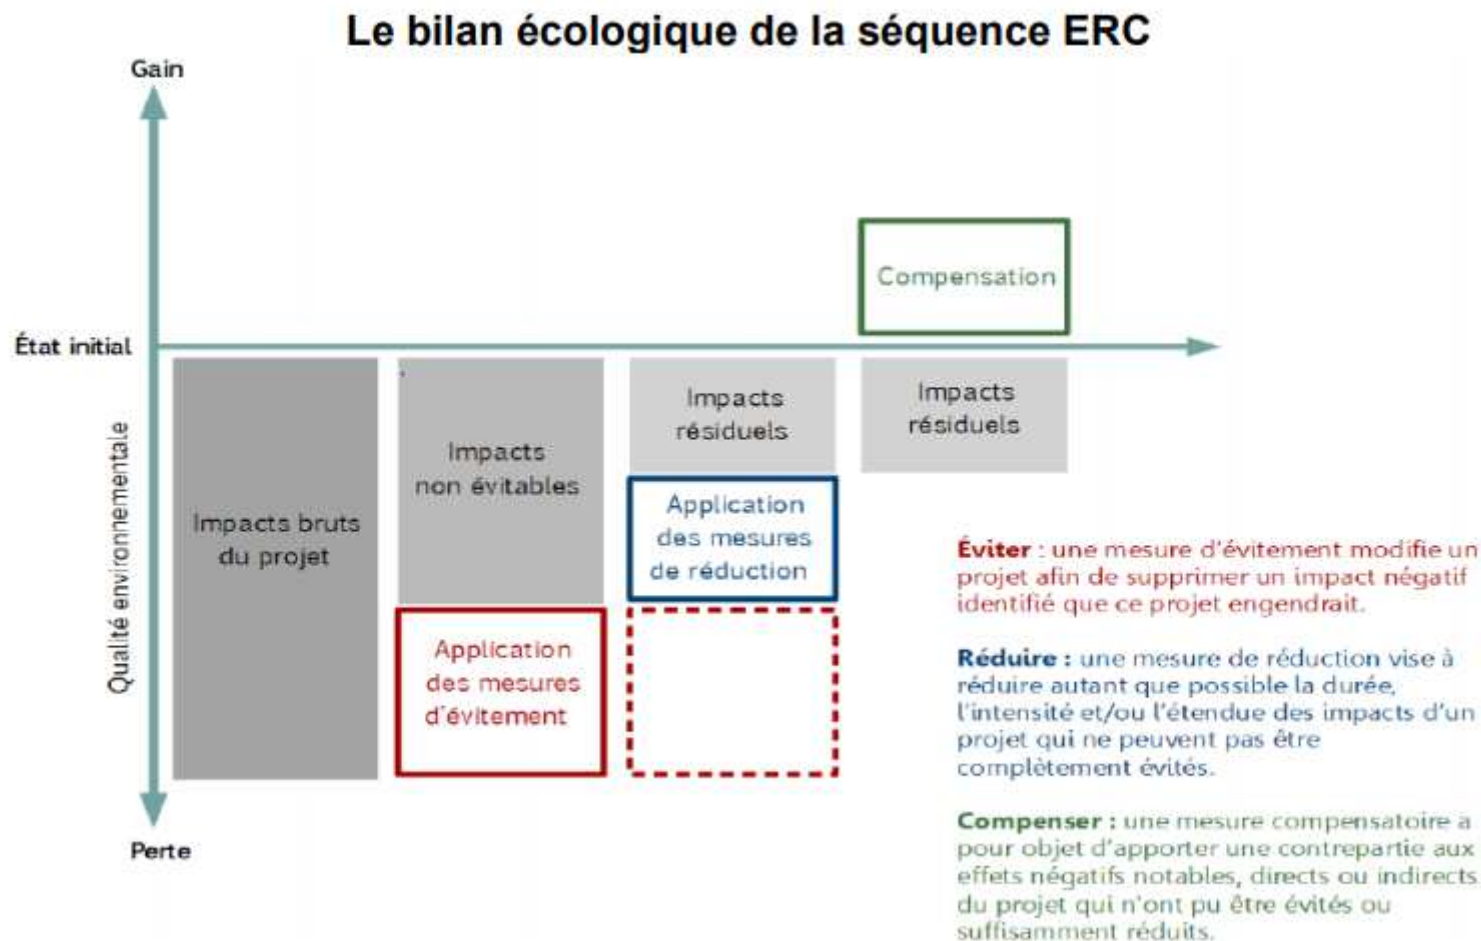 Le bilan écologique de la séquence ERC
Gain
Compensation
État initial
Qualité environnementale
Impacts bruts
du projet
Impacts
non évitables
Application
des mesures
d'évitement
Impacts
résiduels
Application
des mesures
de réduction
Impacts
résiduels
Perte
Éviter : une mesure d'évitement modifie un
projet afin de supprimer un impact négatif
identifié que ce projet engendrait.
Réduire : une mesure de réduction vise à
réduire autant que possible la durée,
l'intensité et/ou l'étendue des impacts d'un
projet qui ne peuvent pas être
complètement évités.
Compenser : une mesure compensatoire a
pour objet d'apporter une contrepartie aux
effets négatifs notables, directs ou indirects
du projet qui n'ont pu être évités ou
suffisamment réduits.